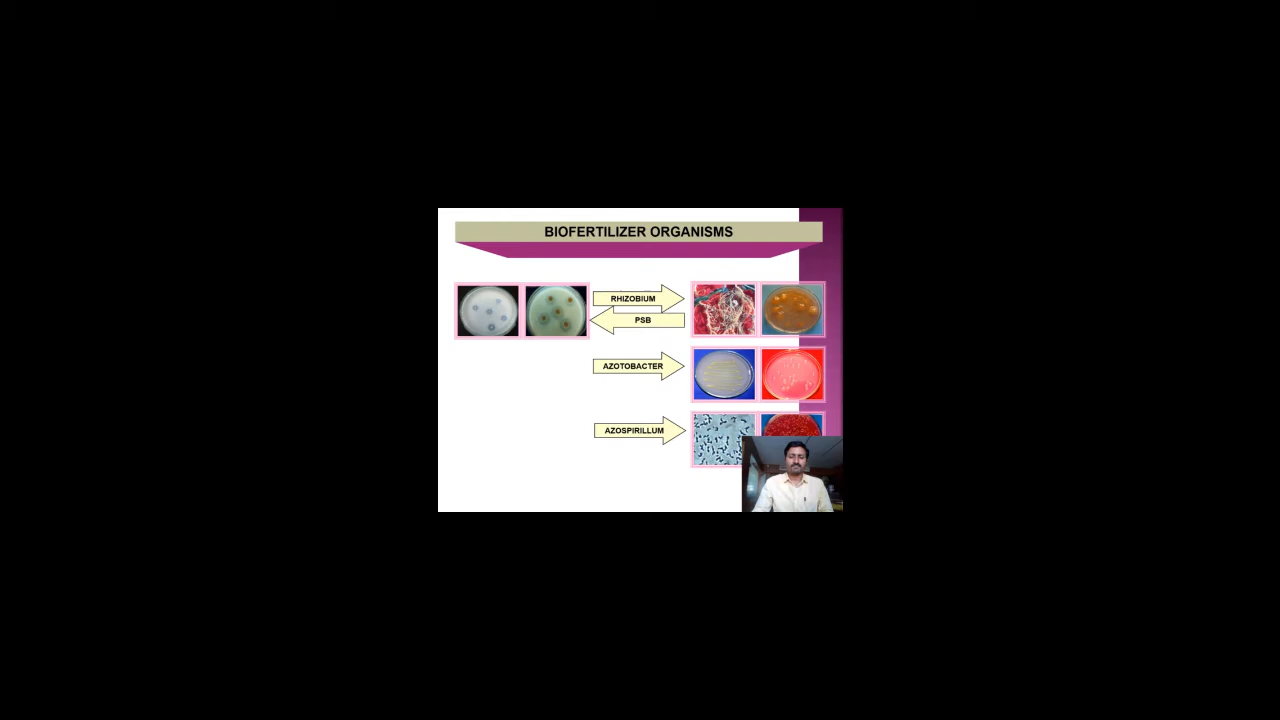 BIOFERTILIZER ORGANISMS
RHIZOBIUM
PSB
AZOTOBACTER
AZOSPIRILLUM